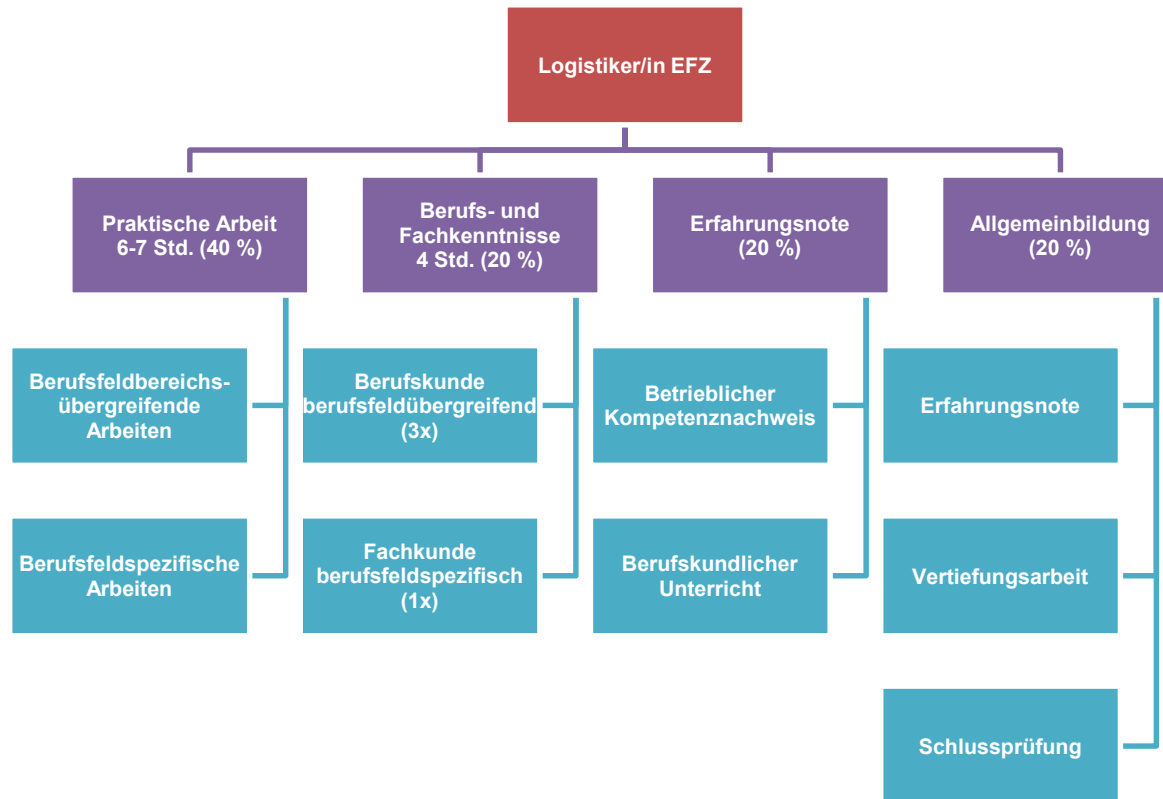 Logistiker/in EFZ
Praktische Arbeit
6-7 Std. (40 %)
Berufs- und
Fachkenntnisse
4 Std. (20 %)
Erfahrungsnote
(20 %)
Allgemeinbildung
(20 %)
Berufsfeldbereichs-
übergreifende
Arbeiten
Berufskunde
berufsfeldübergreifend
(3x)
Betrieblicher
Kompetenznachweis
Erfahrungsnote
Berufsfeldspezifische
Arbeiten
Fachkunde
berufsfeldspezifisch
(1x)
Berufskundlicher
Unterricht
Vertiefungsarbeit
Schlussprüfung